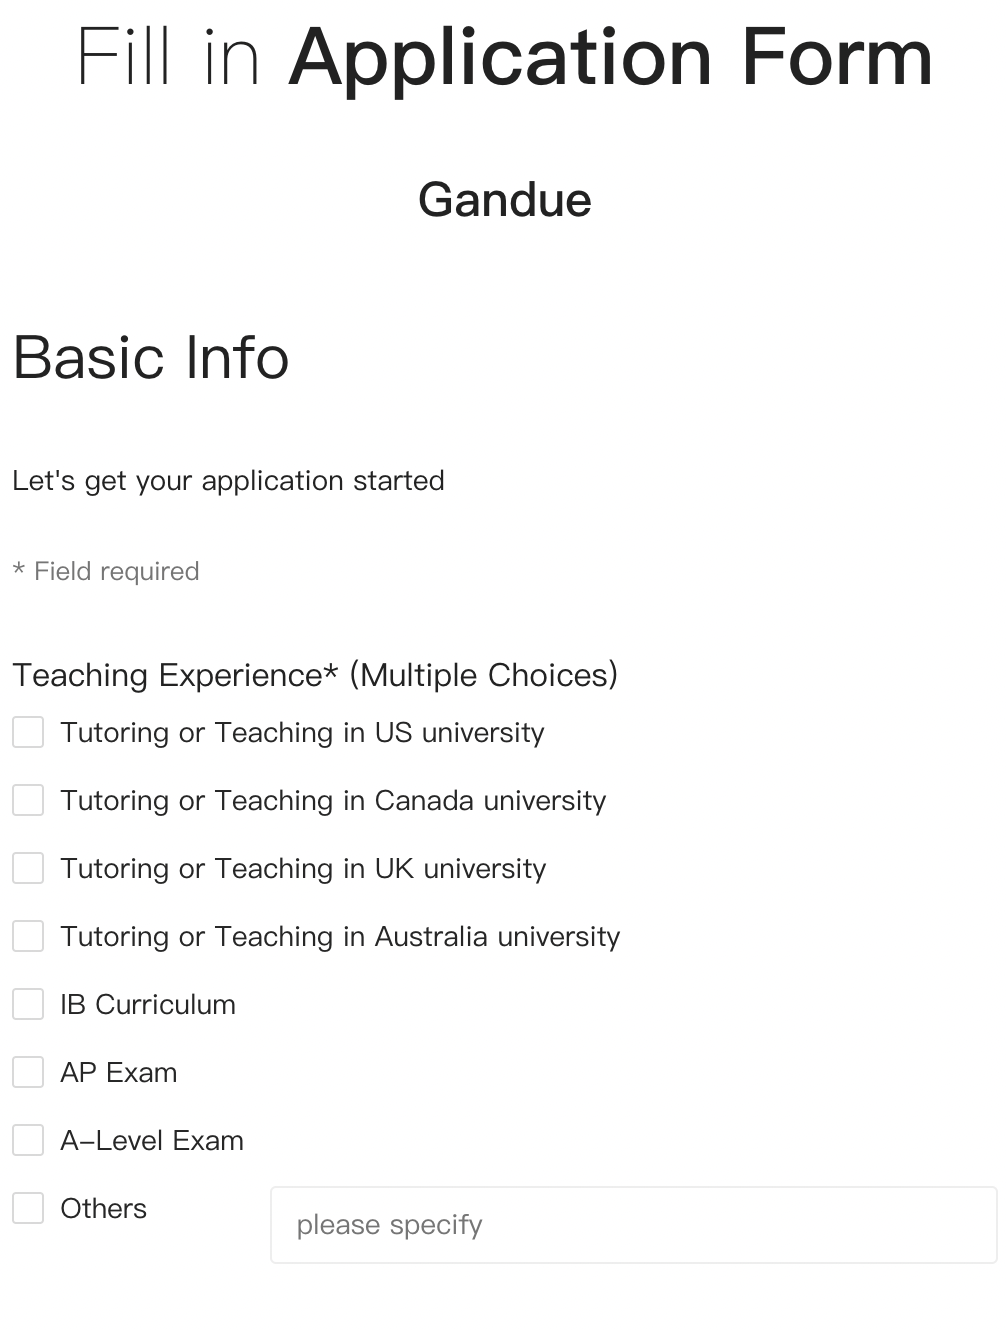 Fill in Application Form
Gandue
Basic Info
Let's get your application started
* Field required
Teaching Experience* (Multiple Choices)
Tutoring or Teaching in US university
Tutoring or Teaching in Canada university
Tutoring or Teaching in UK university
Tutoring or Teaching in Australia university
IB Curriculum
AP Exam
A–Level Exam
Others
please specify